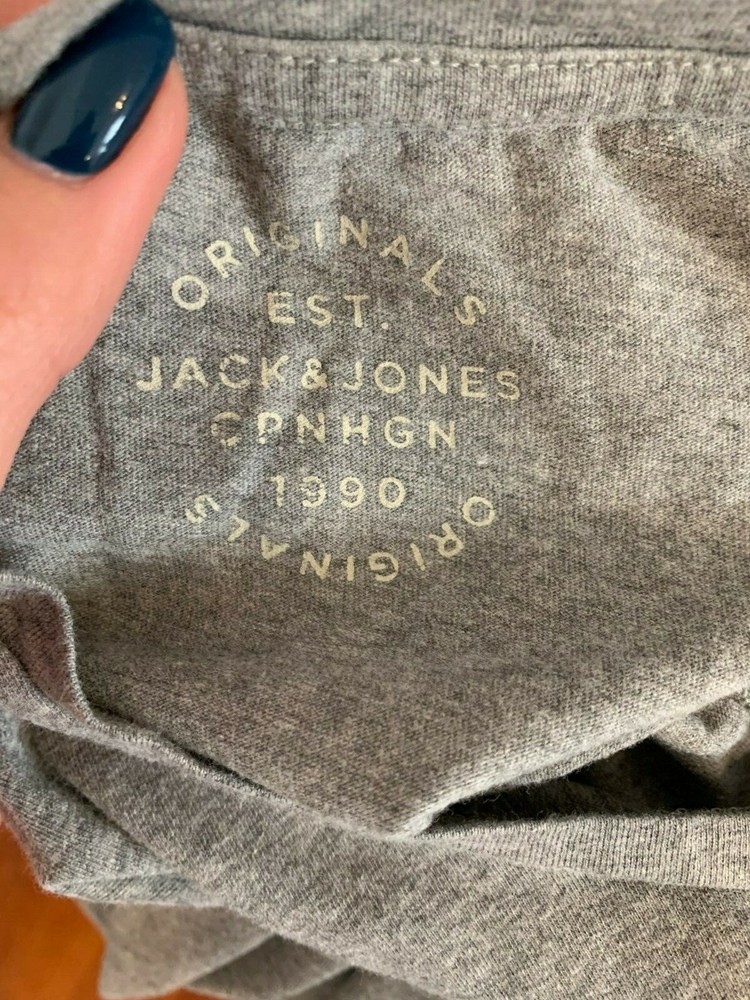 ORIGINALS
EST.
JACK&JONES
CPNHGN
1990
ORIGINALS